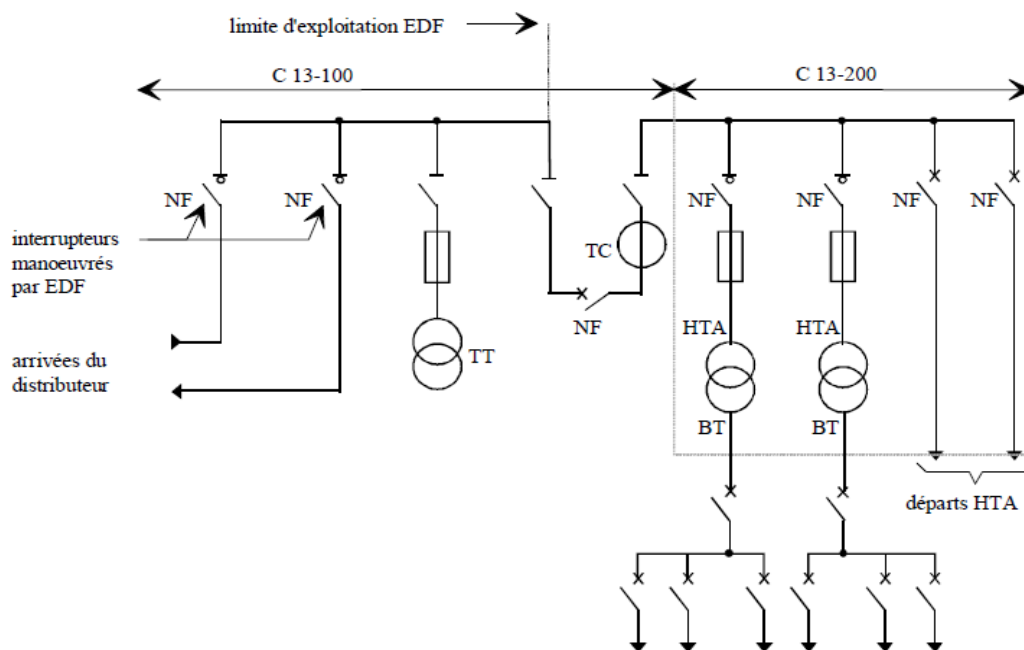 limite d'exploitation EDF
C 13-100
C 13-200
NF
NF
NF
NF
NF
NF
interrupteurs
manoeuvrés
par EDF
TC
NF
HTA
HTA
arrivées du
distributeur
TT
BT
BT
départs HTA